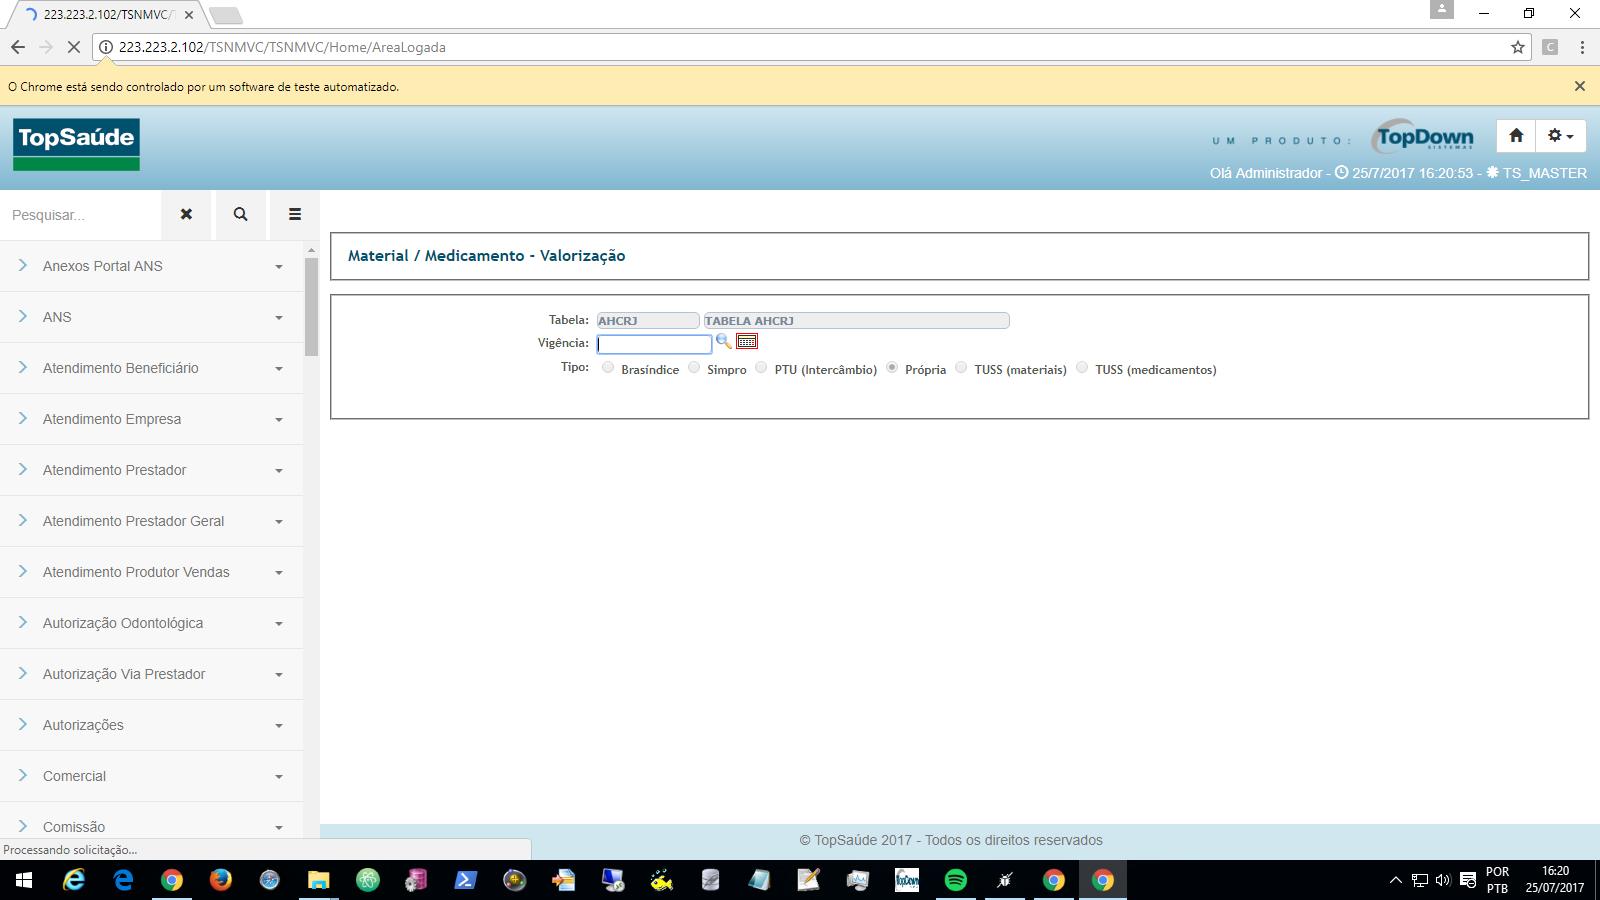 223.223.2.102/TSNMVC/T
223.223.2.102/TSNMVC/TSNMVC/Home/AreaLogada
C
O Chrome está sendo controlado por um software de teste automatizado.
TopSaúde
UM PRODUTO:
TopDown
SISTEMAS
Olá Administrador - 25/7/2017 16:20:53 - TS_MASTER
Pesquisar...
Anexos Portal ANS
ANS
Atendimento Beneficiário
Atendimento Empresa
Atendimento Prestador
Atendimento Prestador Geral
Atendimento Produtor Vendas
Autorização Odontológica
Autorização Via Prestador
Autorizações
Comercial
Comissão
Material / Medicamento - Valorização
Tabela: AHCRJ TABELA AHCRJ
Vigência:
Tipo: Brasíndice Simpro PTU (Intercâmbio) Própria TUSS (materiais) TUSS (medicamentos)
© TopSaúde 2017 - Todos os direitos reservados
Processando solicitação...
TopDown
POR
PTB
16:20
25/07/2017